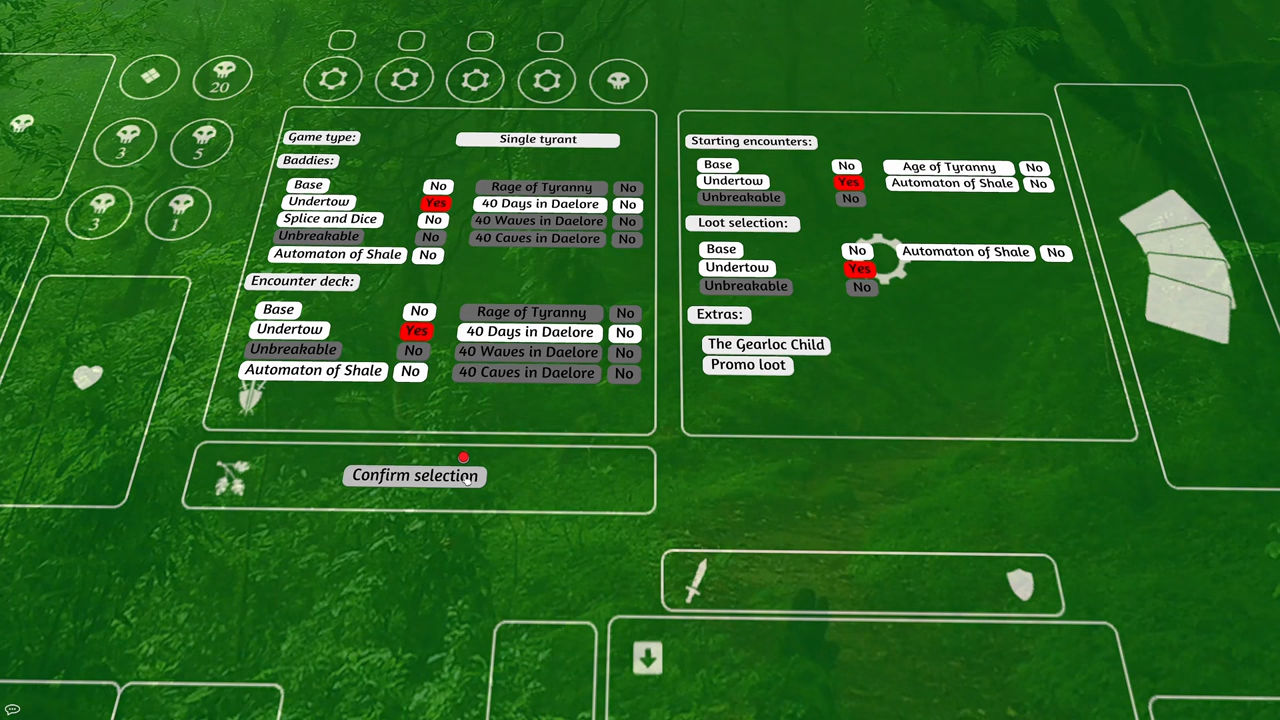 20
3
5
3
1
Game type: Single tyrant
Baddies:
Base No Rage of Tyranny No
Undertow Yes 40 Days in Daelore No
Splice and Dice No 40 Waves in Daelore No
Unbreakable No 40 Caves in Daelore No
Automaton of Shale No
Encounter deck:
Base No Rage of Tyranny No
Undertow Yes 40 Days in Daelore No
Unbreakable No 40 Waves in Daelore No
Automaton of Shale No 40 Caves in Daelore No
Confirm selection
Starting encounters:
Base No Age of Tyranny No
Undertow Yes Automaton of Shale No
Unbreakable No
Loot selection:
Base No Automaton of Shale No
Undertow Yes
Unbreakable No
Extras:
The Gearloc Child
Promo loot